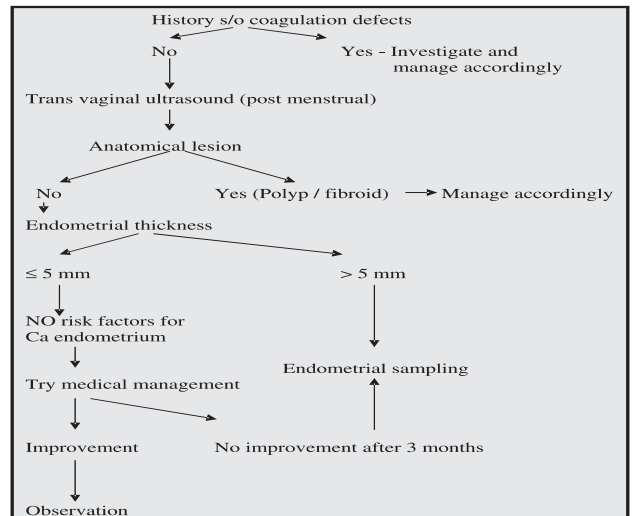 History s/o coagulation defects
No
Yes - Investigate and
manage accordingly
Trans vaginal ultrasound (post menstrual)
Anatomical lesion
No
Yes (Polyp / fibroid)
Manage accordingly
Endometrial thickness
≤ 5 mm
> 5 mm
NO risk factors for
Ca endometrium
Endometrial sampling
Try medical management
Improvement
No improvement after 3 months
Observation